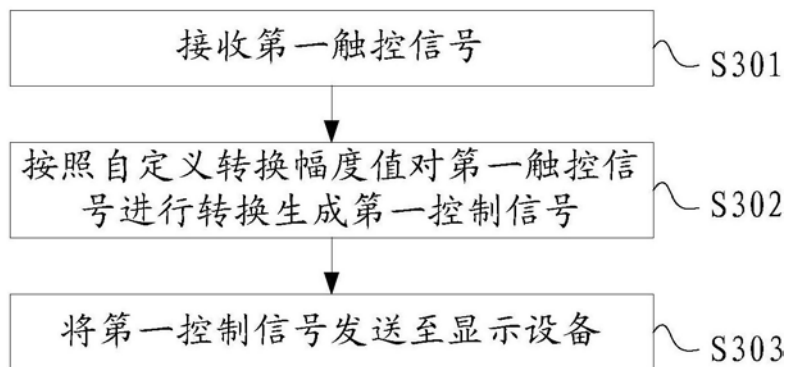 接收第一触控信号
S301
按照自定义转换幅度值对第一触控信
号进行转换生成第一控制信号
S302
将第一控制信号发送至显示设备
S303